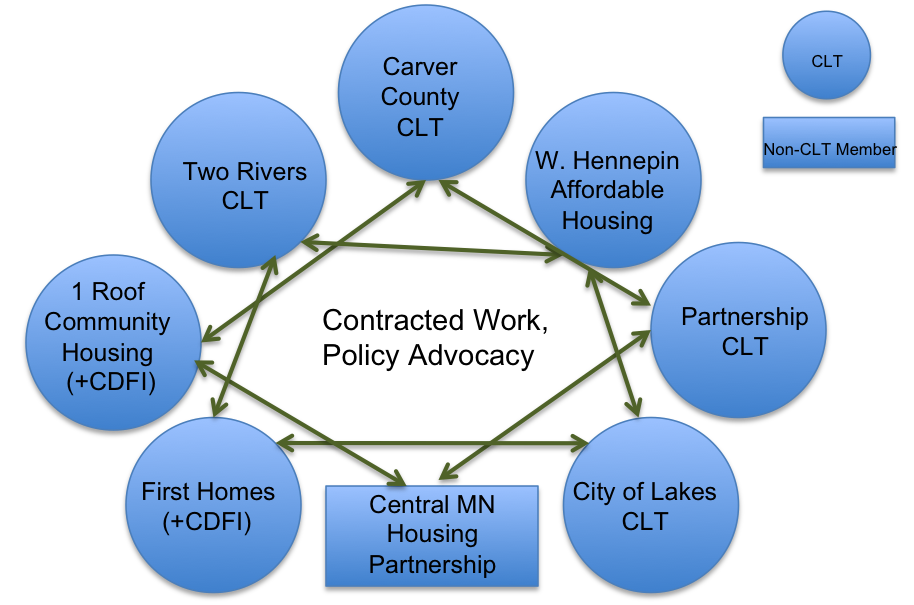 Carver
County
CLT
CLT
Non-CLT Member
Two Rivers
CLT
W. Hennepin
Affordable
Housing
1 Roof
Community
Housing
(+CDFI)
Contracted Work,
Policy Advocacy
Partnership
CLT
First Homes
(+CDFI)
Central MN
Housing
Partnership
City of Lakes
CLT